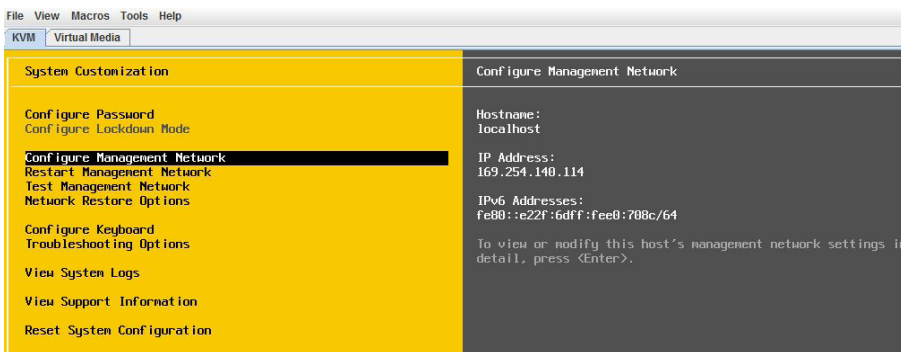 File View Macros Tools Help
KVM Virtual Media
System Customization
Configure Password
Configure Lockdown Mode
Configure Management Network
Restart Management Network
Test Management Network
Network Restore Options
Configure Keyboard
Troubleshooting Options
View System Logs
View Support Information
Reset System Configuration
Configure Management Network
Hostname:
localhost
IP Address:
169.254.140.114
IPv6 Addresses:
fe80::e22f:6dff:fee0:708c/64
To view or modify this host's management network settings in
detail, press <Enter>.